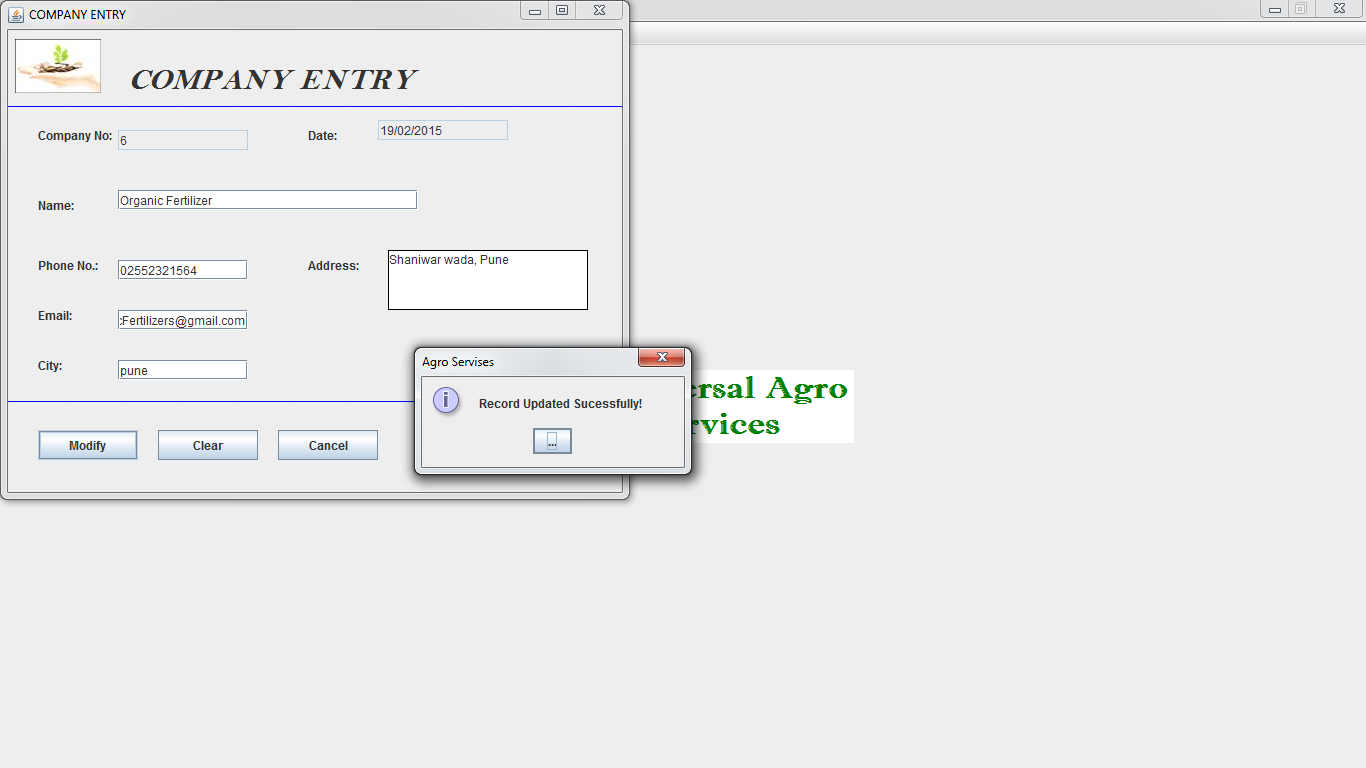 COMPANY ENTRY
COMPANY ENTRY
Company No: 6
Date: 19/02/2015
Name: Organic Fertilizer
Phone No.: 02552321564
Address: Shaniwar wada, Pune
Email: cFertilizers@gmail.com
City: pune
Agro Servises
Record Updated Sucessfully!
...
ersal Agro
rvices
Modify Clear Cancel